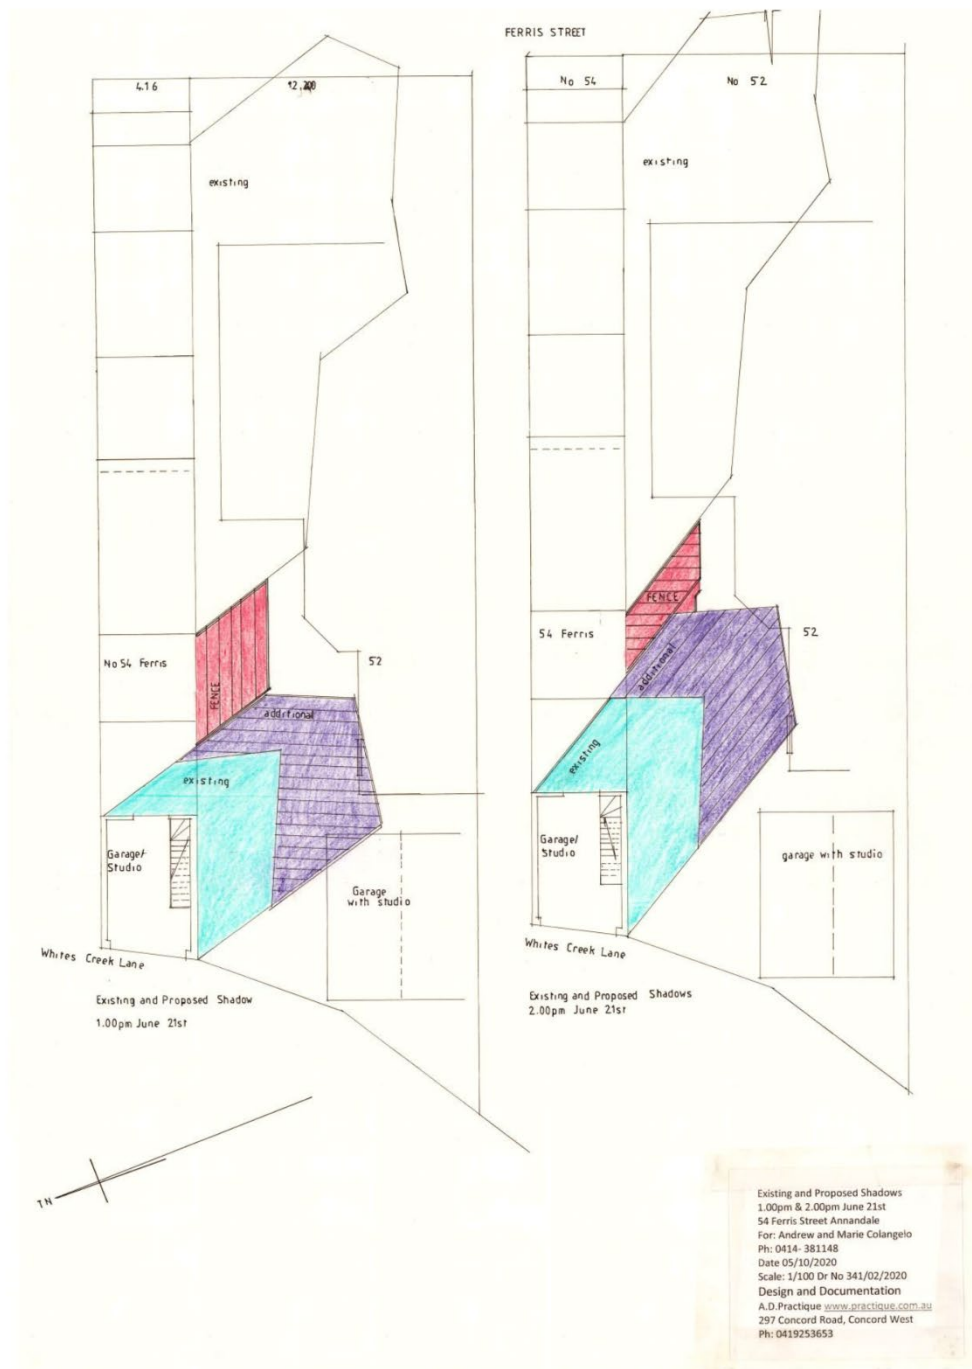 FERRIS STREET
4.16
No 54
No 52
existing
existing
FENCE
FENCE
54 Ferris
52
No 54 Ferris
52
additional
additional
existing
existing
Garage/
Studio
Garage/
Studio
garage with studio
Garage
with studio
Whites Creek Lane
Whites Creek Lane
Existing and Proposed Shadow
1.00pm June 21st
Existing and Proposed Shadows
2.00pm June 21st
TN
Existing and Proposed Shadows
1.00pm & 2.00pm June 21st
54 Ferris Street Annandale
For: Andrew and Marie Colangelo
Ph: 0414- 381148
Date 05/10/2020
Scale: 1/100 Dr No 341/02/2020
Design and Documentation
A.D.Practique www.practique.com.au
297 Concord Road, Concord West
Ph: 0419253653